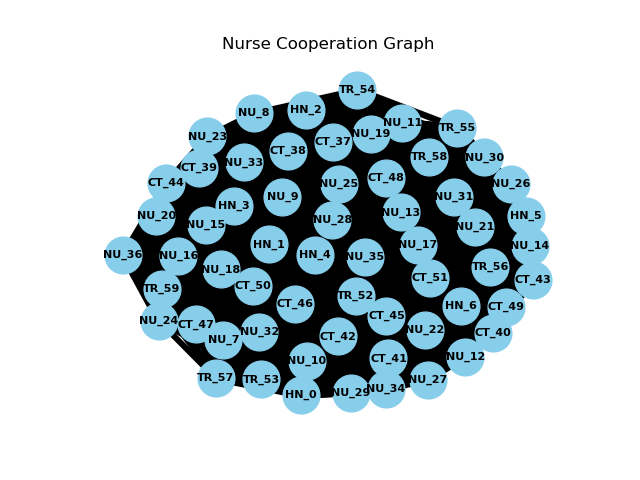 Nurse Cooperation Graph
TR_54
HN_2
NU_8
NU_11
TR_55
NU_19
NU_23
CT_37
CT_38
TR_58
NU_30
NU_33
CT_39
CT_48
CT_44
NU_25
NU_26
NU_9
NU_31
HN_3
NU_13
NU_20
HN_5
NU_28
NU_15
NU_21
HN_1
NU_17
NU_14
NU_36
NU_16
HN_4
NU_35
NU_18
TR_56
CT_51
CT_43
CT_50
TR_59
TR_52
CT_46
HN_6
CT_49
CT_45
NU_24
CT_47
NU_22
NU_32
CT_40
CT_42
NU_7
NU_12
CT_41
NU_10
TR_57
TR_53
NU_27
NU_34
NU_29
HN_0